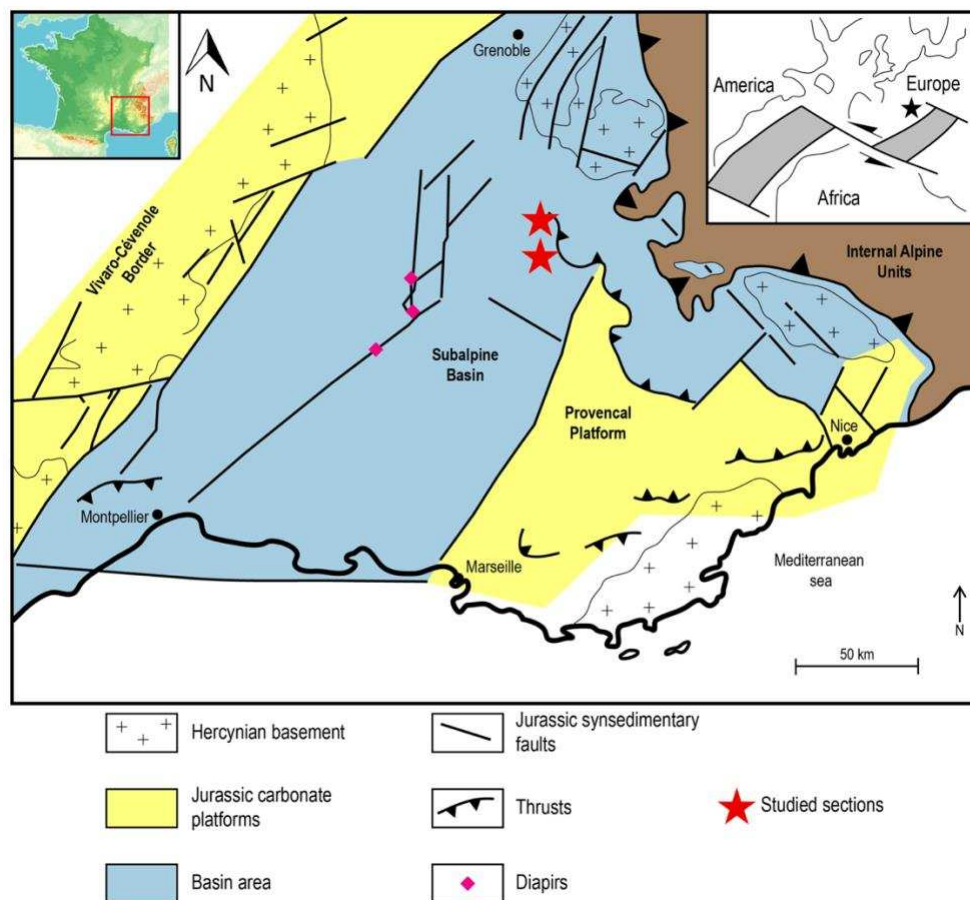 Grenoble
N
America
Europe
Africa
Vivaro-Cévenole
Border
Internal Alpine
Units
Subalpine
Basin
Provencal
Platform
Nice
Montpellier
Marseille
Mediterranean
sea
N
50 km
Hercynian basement
Jurassic synsedimentary
faults
Jurassic carbonate
platforms
Thrusts
Studied sections
Basin area
Diapirs